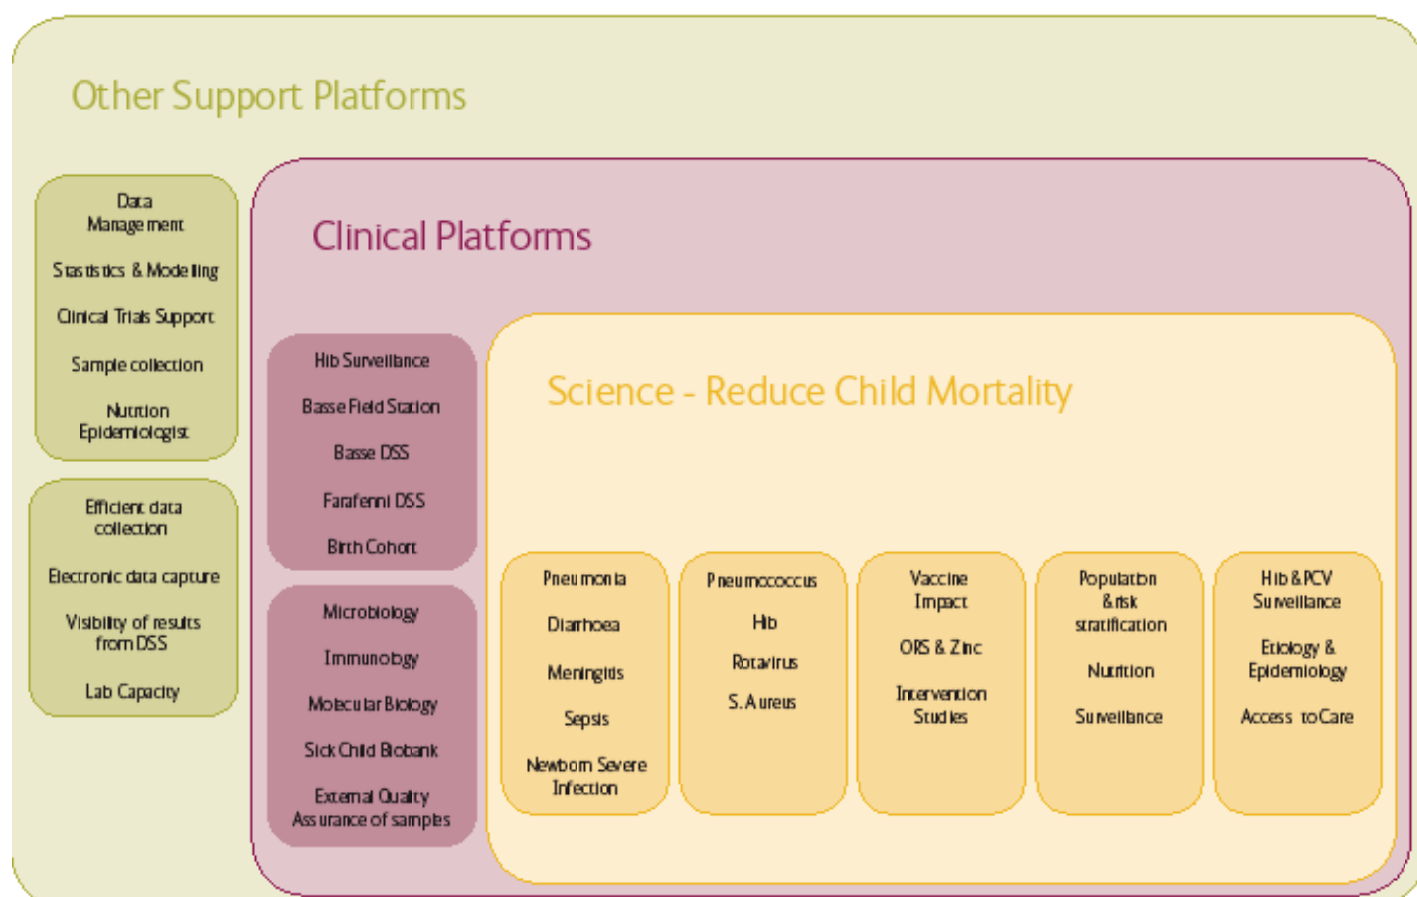 Other Support Platforms
Data
Management
Stastistics & Modelling
Clinical Trials Support
Sample collection
Nutrition
Epidemiologist
Efficient data
collection
Electronic data capture
Visibility of results
from DSS
Lab Capacity
Clinical Platforms
Hib Surveillance
Basse Field Station
Basse DSS
Farafenni DSS
Birth Cohort
Microbiology
Immunology
Molecular Biology
Sick Child Biobank
External Quality
Assurance of samples
Science - Reduce Child Mortality
Pneumonia
Diarrhoea
Meningitis
Sepsis
Newborn Severe
Infection
Pneumococcus
Hib
Rotavirus
S. Aureus
Vaccine
Impact
ORS & Zinc
Intervention
Studies
Population
& risk
stratification
Nutrition
Surveillance
Hib & PCV
Surveillance
Etiology &
Epidemiology
Access to Care